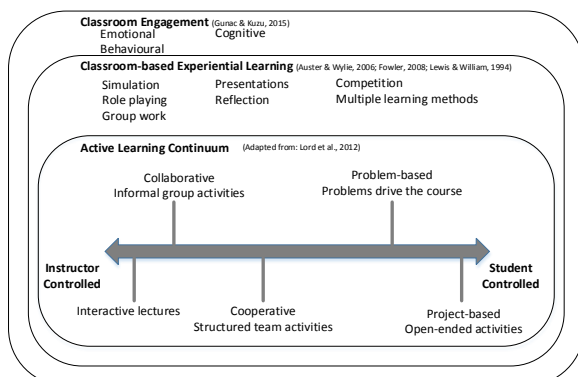 Classroom Engagement (Gunac & Kuzu, 2015)
Emotional Cognitive
Behavioural
Classroom-based Experiential Learning (Auster & Wylie, 2006; Fowler, 2008; Lewis & William, 1994)
Simulation Presentations Competition
Role playing Reflection Multiple learning methods
Group work
Active Learning Continuum (Adapted from: Lord et al., 2012)
Collaborative Problem-based
Informal group activities Problems drive the course
Instructor Student
Controlled Controlled
Interactive lectures Cooperative Project-based
Structured team activities Open-ended activities